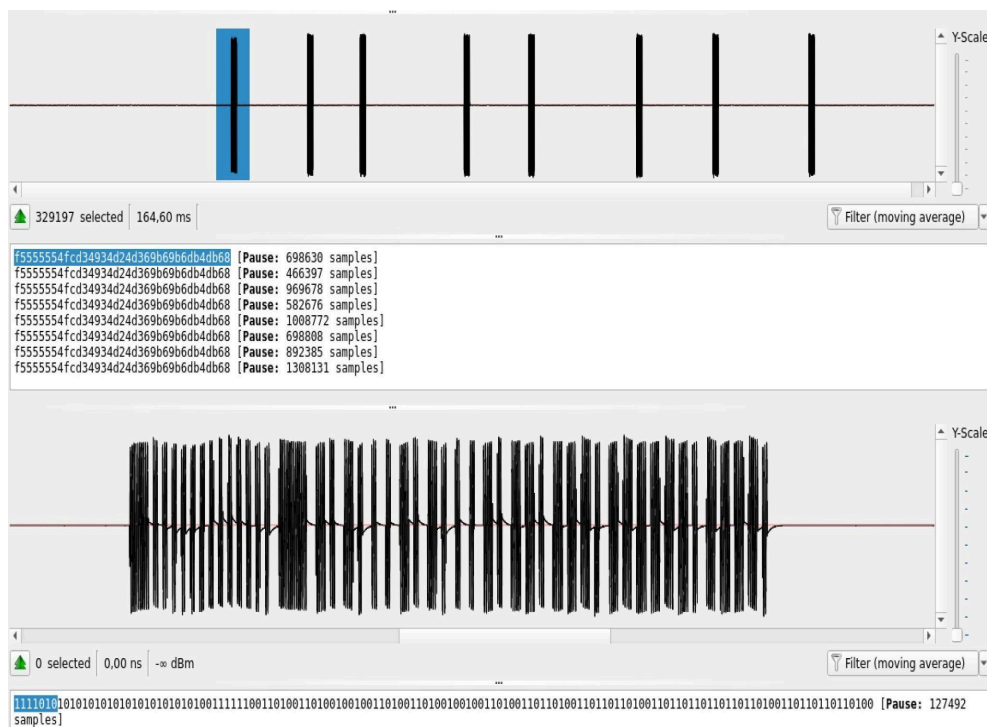 ...
Y-Scale
329197 selected 164,60 ms Filter (moving average)
...
f5555554fcd34934d24d369b69b6db4db68 [Pause: 698630 samples]
f5555554fcd34934d24d369b69b6db4db68 [Pause: 466397 samples]
f5555554fcd34934d24d369b69b6db4db68 [Pause: 969678 samples]
f5555554fcd34934d24d369b69b6db4db68 [Pause: 582676 samples]
f5555554fcd34934d24d369b69b6db4db68 [Pause: 1008772 samples]
f5555554fcd34934d24d369b69b6db4db68 [Pause: 698808 samples]
f5555554fcd34934d24d369b69b6db4db68 [Pause: 892385 samples]
f5555554fcd34934d24d369b69b6db4db68 [Pause: 1308131 samples]
...
Y-Scale
0 selected 0,00 ns -∞ dBm Filter (moving average)
...
1111010101010101010101010101010011111100110100110100100100110100110100100100110100110110100110110110100110110110110110110100110110110110100 [Pause: 127492
samples]